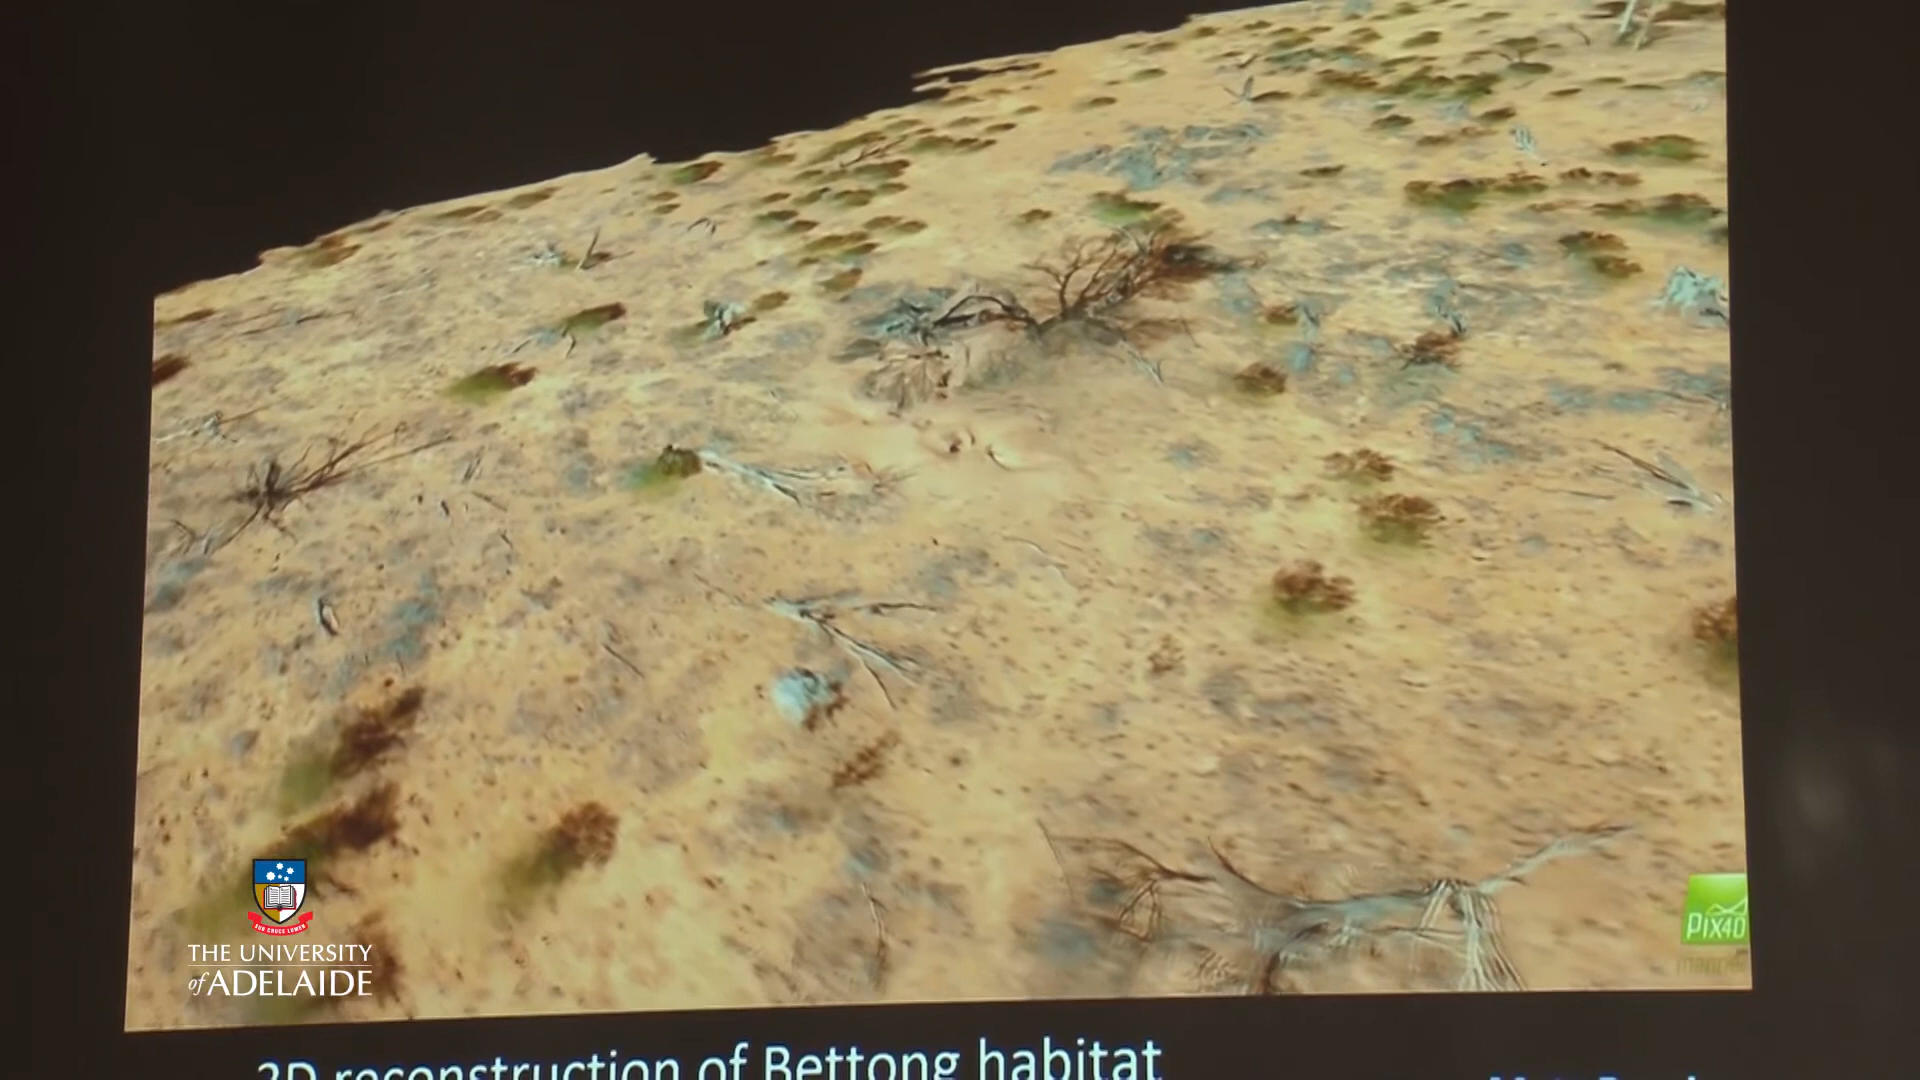 PIX4D
THE UNIVERSITY
of ADELAIDE
3D reconstruction of Bettong habitat